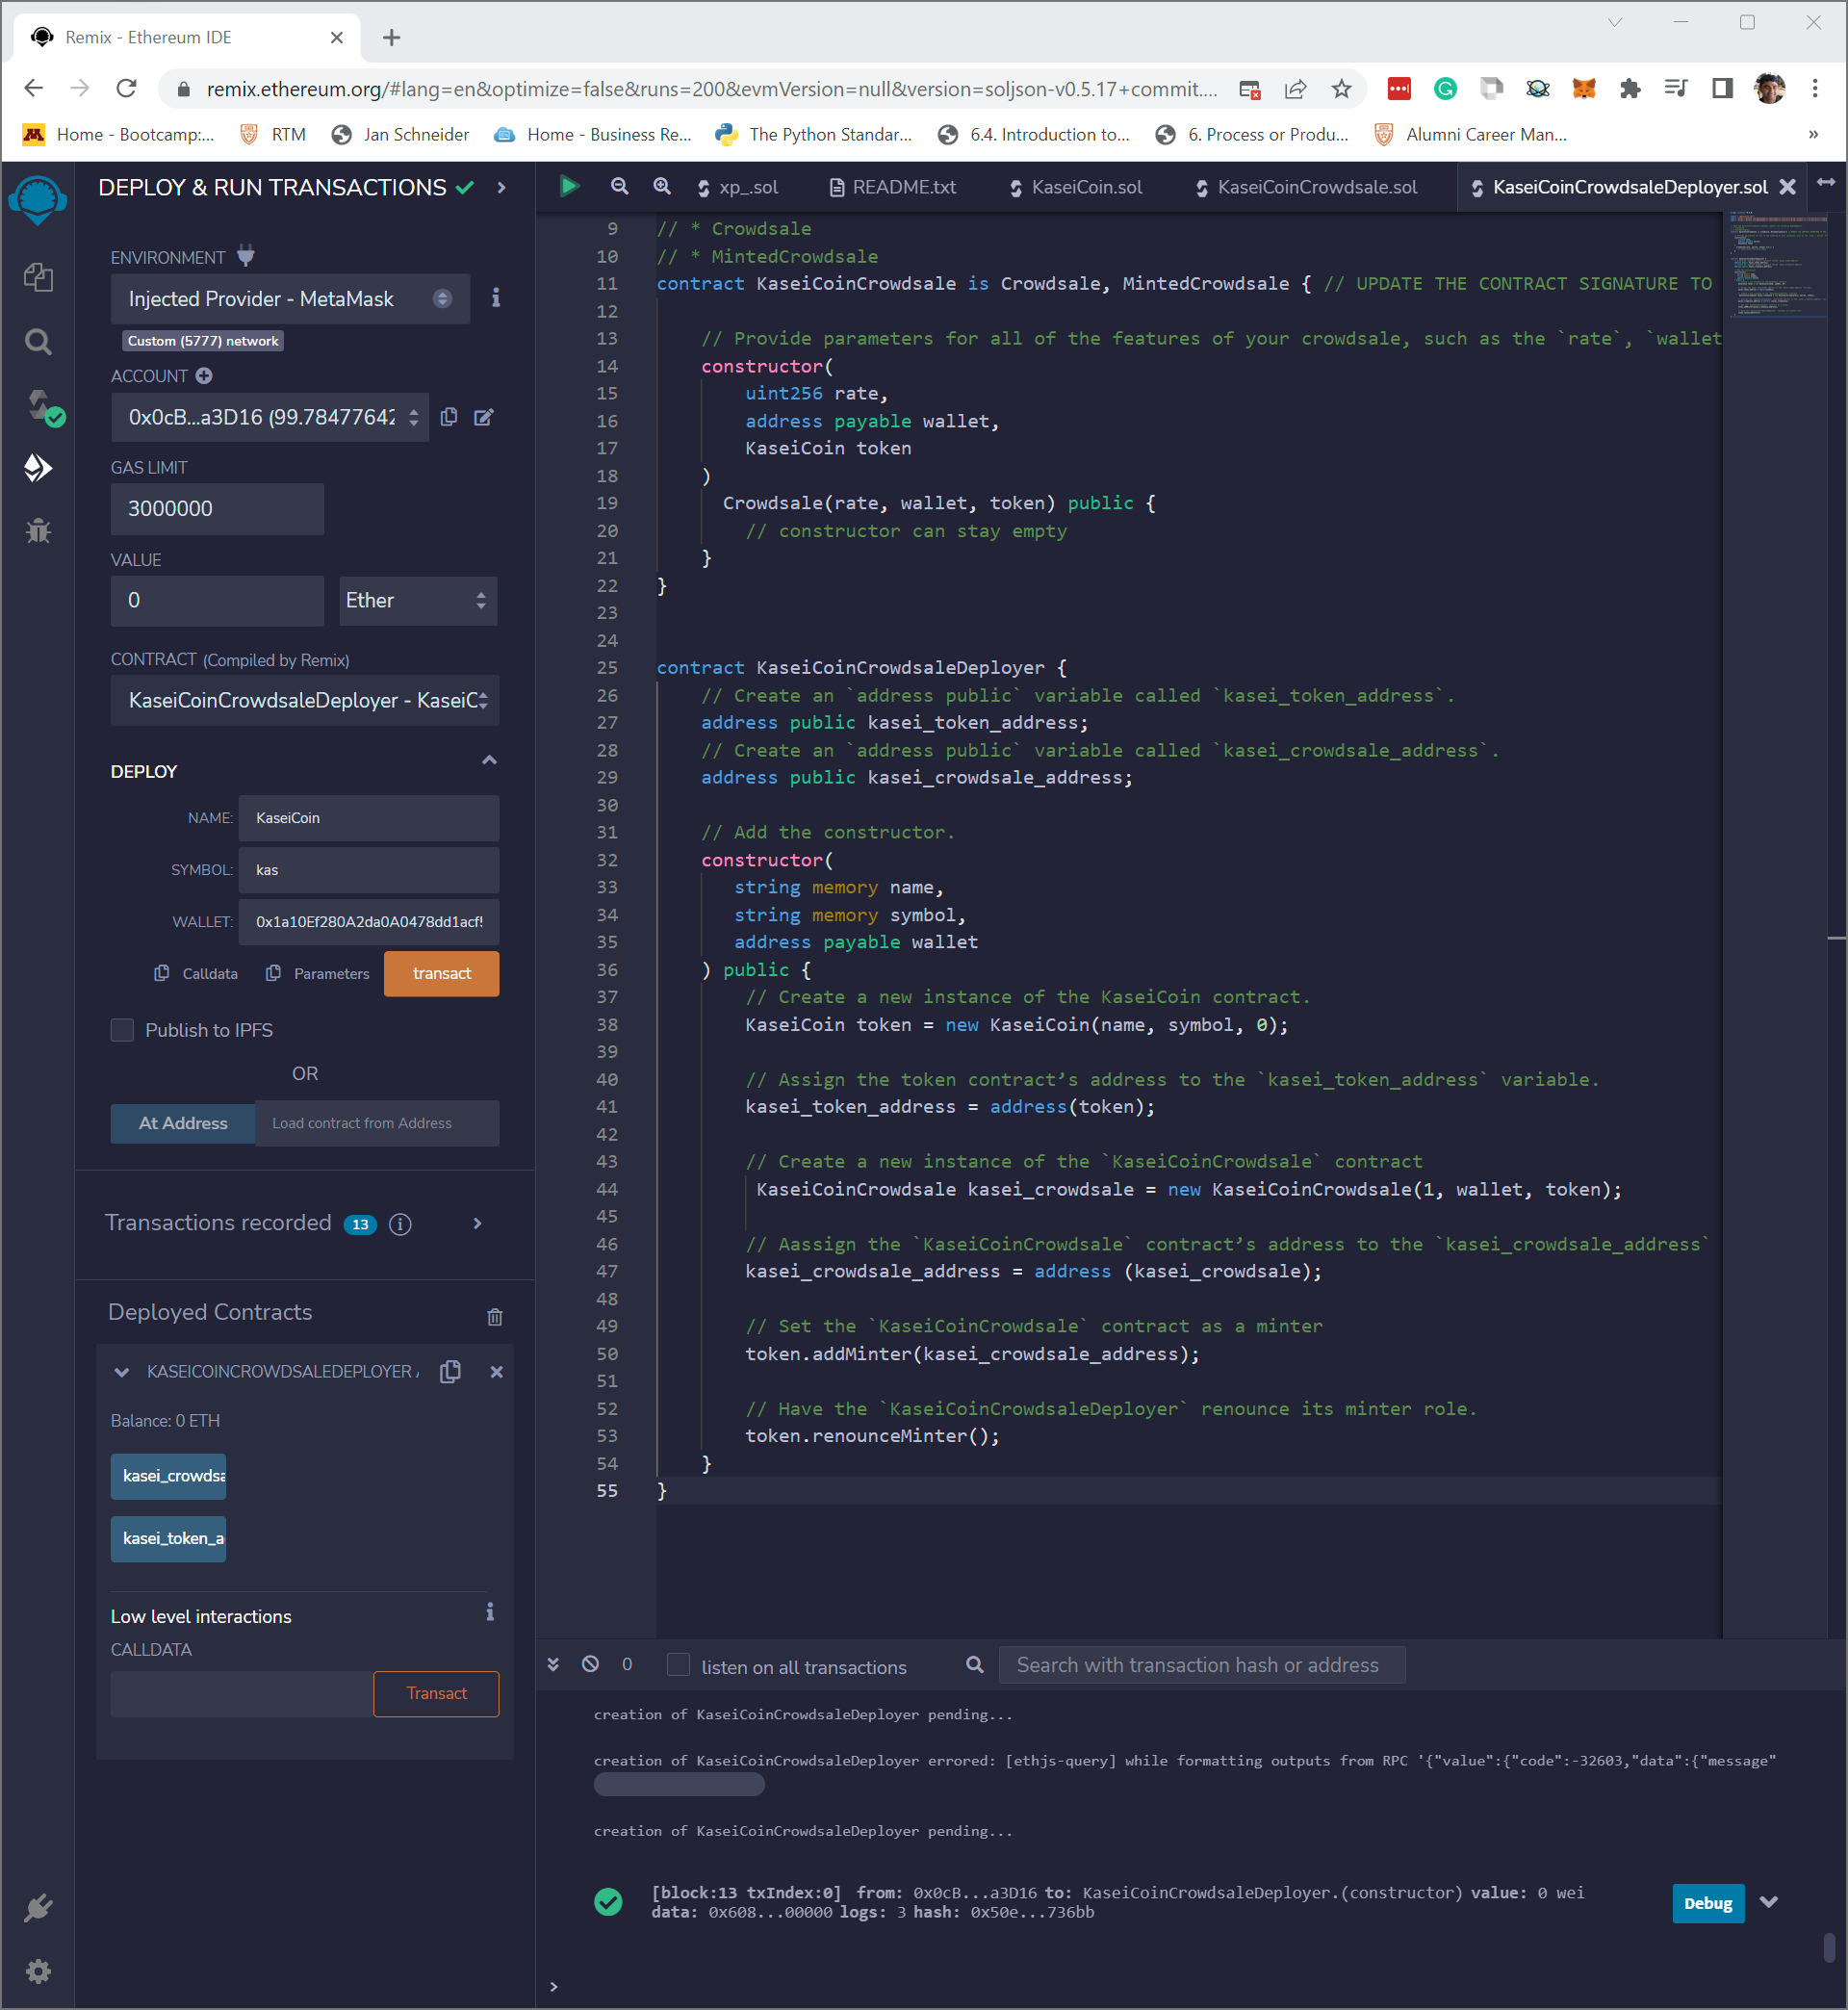 Remix - Ethereum IDE
remix.ethereum.org/#lang=en&optimize=false&runs=200&evmVersion=null&version=soljson-v0.5.17+commit....
Home - Bootcamp:...
RTM
Jan Schneider
Home - Business Re...
The Python Standar...
6.4. Introduction to...
6. Process or Produ...
Alumni Career Man...
»
DEPLOY & RUN TRANSACTIONS
ENVIRONMENT
Injected Provider - MetaMask
Custom (5777) network
ACCOUNT
0x0cB...a3D16 (99.78477642
GAS LIMIT
3000000
VALUE
0
Ether
CONTRACT (Compiled by Remix)
KaseiCoinCrowdsaleDeployer - KaseiC
DEPLOY
NAME: KaseiCoin
SYMBOL: kas
WALLET: 0x1a10Ef280A2da0A0478dd1acf!
Calldata
Parameters
transact
Publish to IPFS
OR
At Address
Load contract from Address
Transactions recorded 13
Deployed Contracts
KASEICOINCROWDSALEDEPLOYER
Balance: 0 ETH
kasei_crowdsa
kasei_token_a
Low level interactions
CALLDATA
Transact
xp_.sol
README.txt
KaseiCoin.sol
KaseiCoinCrowdsale.sol
KaseiCoinCrowdsaleDeployer.sol
9 // * Crowdsale
10 // * MintedCrowdsale
11 contract KaseiCoinCrowdsale is Crowdsale, MintedCrowdsale { // UPDATE THE CONTRACT SIGNATURE TO
12
13 // Provide parameters for all of the features of your crowdsale, such as the `rate`, `wallet
14 constructor(
15 uint256 rate,
16 address payable wallet,
17 KaseiCoin token
18 )
19 Crowdsale(rate, wallet, token) public {
20 // constructor can stay empty
21 }
22 }
23
24
25 contract KaseiCoinCrowdsaleDeployer {
26 // Create an `address public` variable called `kasei_token_address`.
27 address public kasei_token_address;
28 // Create an `address public` variable called `kasei_crowdsale_address`.
29 address public kasei_crowdsale_address;
30
31 // Add the constructor.
32 constructor(
33 string memory name,
34 string memory symbol,
35 address payable wallet
36 ) public {
37 // Create a new instance of the KaseiCoin contract.
38 KaseiCoin token = new KaseiCoin(name, symbol, 0);
39
40 // Assign the token contract’s address to the `kasei_token_address` variable.
41 kasei_token_address = address(token);
42
43 // Create a new instance of the `KaseiCoinCrowdsale` contract
44 KaseiCoinCrowdsale kasei_crowdsale = new KaseiCoinCrowdsale(1, wallet, token);
45
46 // Aassign the `KaseiCoinCrowdsale` contract’s address to the `kasei_crowdsale_address`
47 kasei_crowdsale_address = address (kasei_crowdsale);
48
49 // Set the `KaseiCoinCrowdsale` contract as a minter
50 token.addMinter(kasei_crowdsale_address);
51
52 // Have the `KaseiCoinCrowdsaleDeployer` renounce its minter role.
53 token.renounceMinter();
54 }
55 }
0
listen on all transactions
Search with transaction hash or address
creation of KaseiCoinCrowdsaleDeployer pending...
creation of KaseiCoinCrowdsaleDeployer errored: [ethjs-query] while formatting outputs from RPC '{"value":{"code":-32603,"data":{"message"
creation of KaseiCoinCrowdsaleDeployer pending...
[block:13 txIndex:0] from: 0x0cB...a3D16 to: KaseiCoinCrowdsaleDeployer.(constructor) value: 0 wei
data: 0x608...00000 logs: 3 hash: 0x50e...736bb
Debug
>